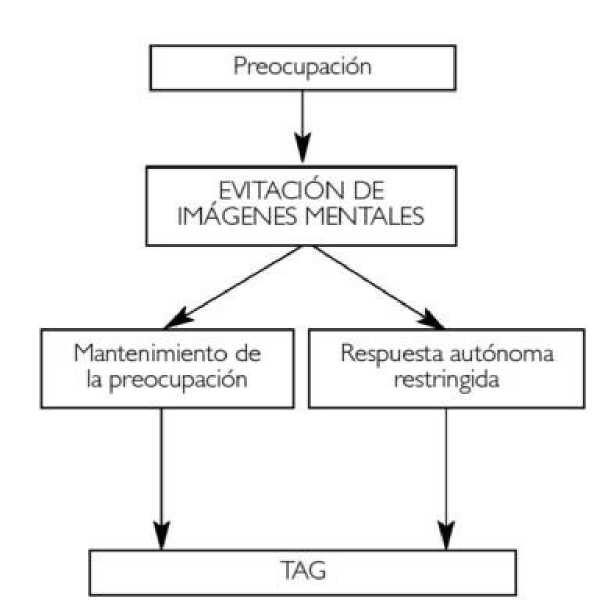 Preocupación
EVITACIÓN DE
IMÁGENES MENTALES
Mantenimiento de
la preocupación
Respuesta autónoma
restringida
TAG